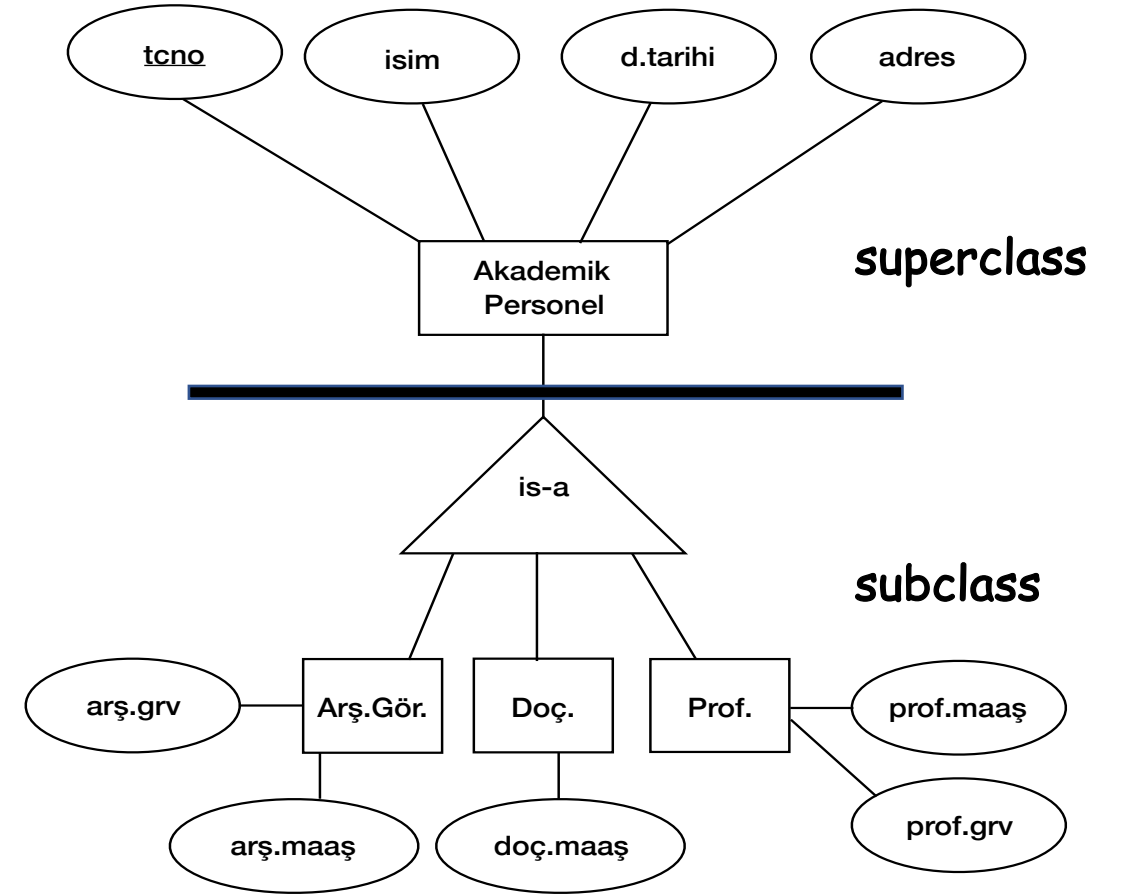 tcno
isim
d.tarihi
adres
Akademik
Personel
superclass
is-a
subclass
arş.grv
Arş.Gör.
Doç.
Prof.
prof.maaş
arş.maaş
doç.maaş
prof.grv